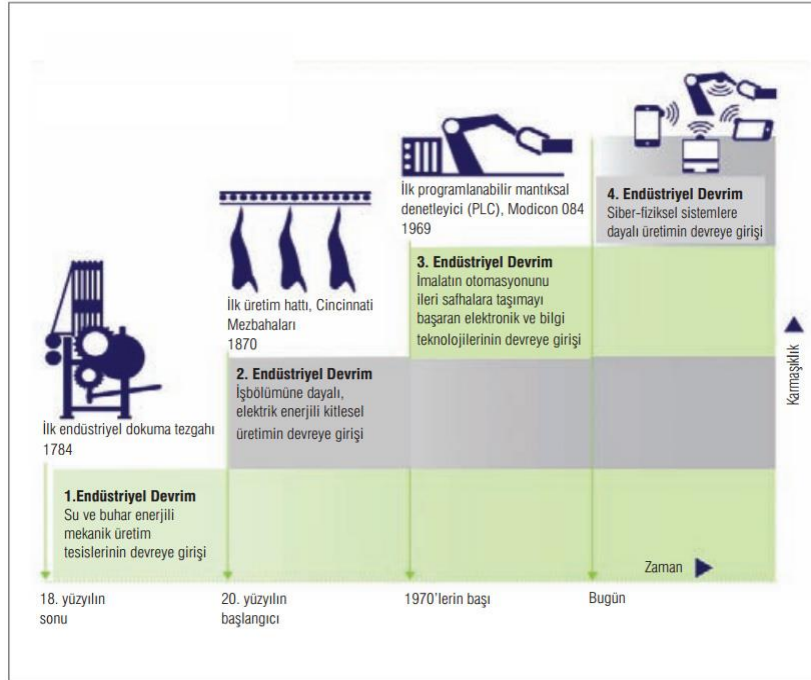 İlk endüstriyel dokuma tezgahı
1784
1.Endüstriyel Devrim
Su ve buhar enerjili
mekanik üretim
tesislerinin devreye girişi
18. yüzyılın
sonu
İlk üretim hattı, Cincinnati
Mezbahaları
1870
2. Endüstriyel Devrim
İşbölümüne dayalı,
elektrik enerjili kitlesel
üretimin devreye girişi
20. yüzyılın
başlangıcı
İlk programlanabilir mantıksal
denetleyici (PLC), Modicon 084
1969
3. Endüstriyel Devrim
İmalatın otomasyonunu
ileri safhalara taşımayı
başaran elektronik ve bilgi
teknolojilerinin devreye girişi
1970'lerin başı
4. Endüstriyel Devrim
Siber-fiziksel sistemlere
dayalı üretimin devreye girişi
Bugün
Zaman
Karmaşıklık